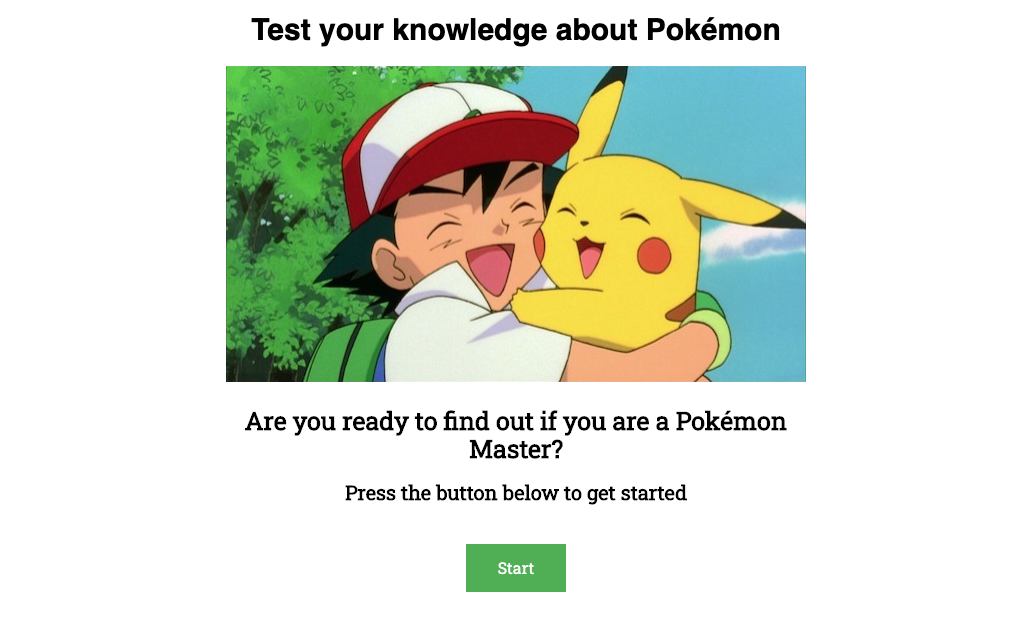 Test your knowledge about Pokémon
Are you ready to find out if you are a Pokémon
Master?
Press the button below to get started
Start